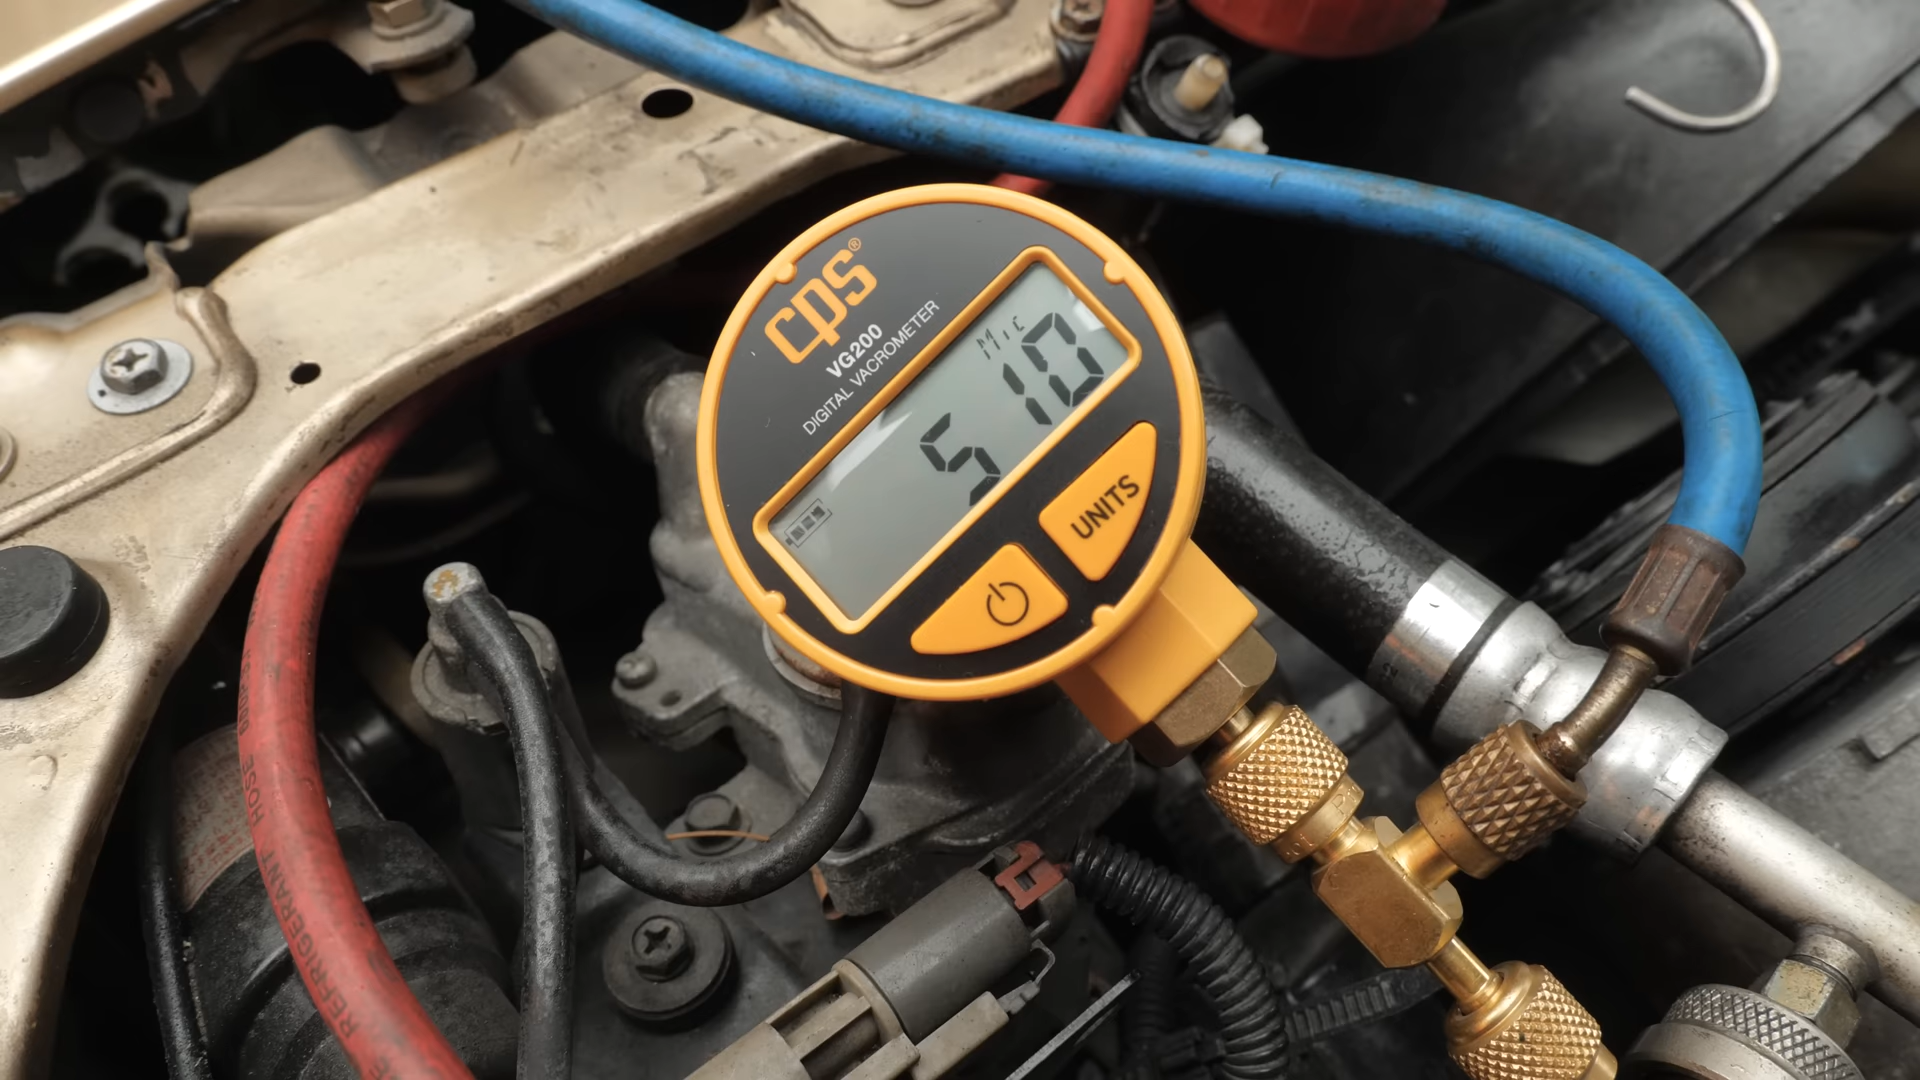 cps®
VG200
DIGITAL VACROMETER
Mic
510
UNITS
REFRIGERANT HOSE